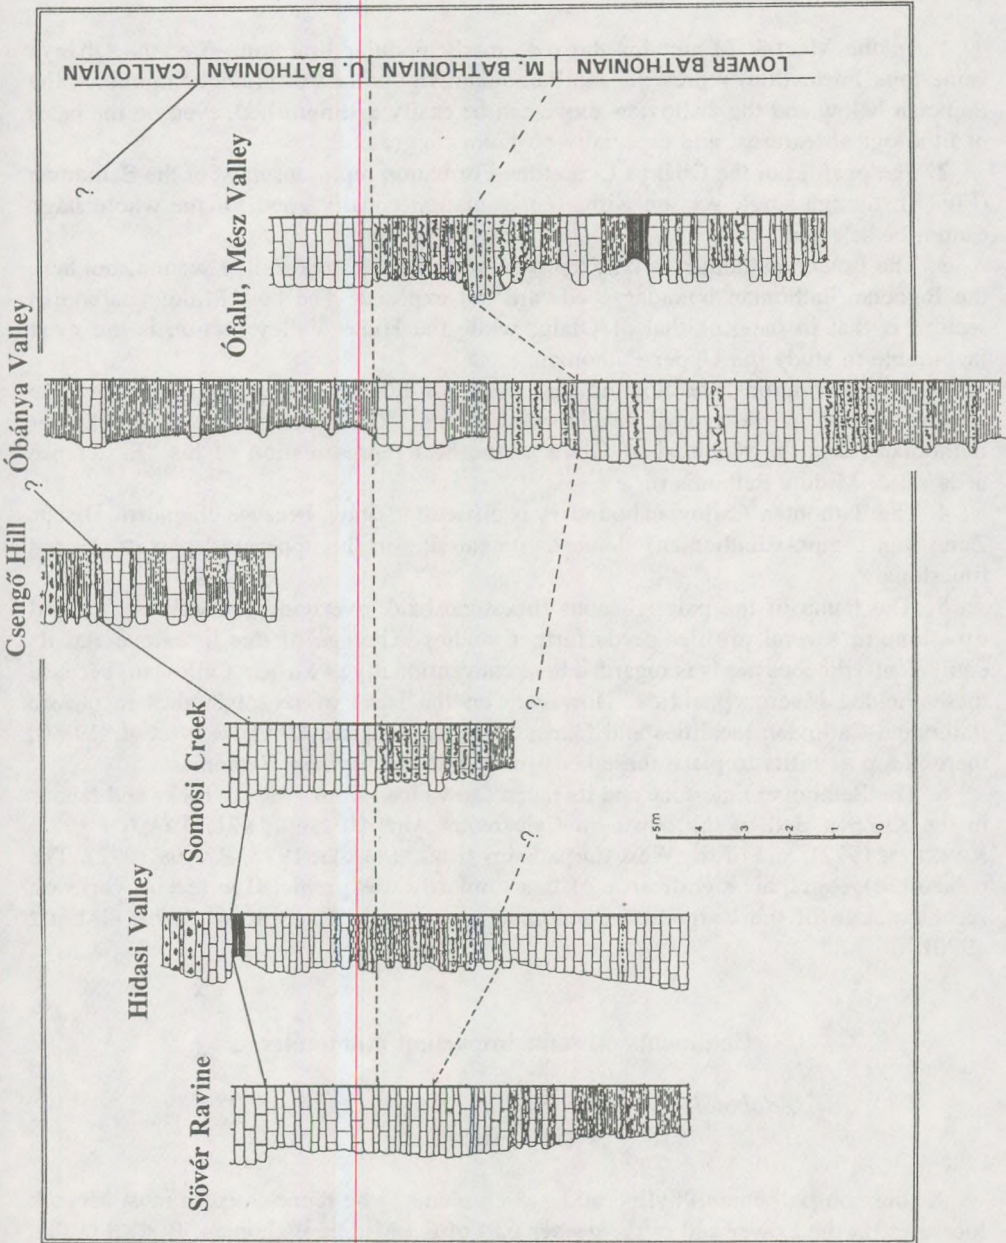 Sövér Ravine
Hidasi Valley
Somosi Creek
Csengő Hill
Óbánya Valley
Ófalu, Mész Valley
CALLOVIAN
U. BATHONIAN
M. BATHONIAN
LOWER BATHONIAN
?
?
?
?
?
5m
4
3
2
1
0